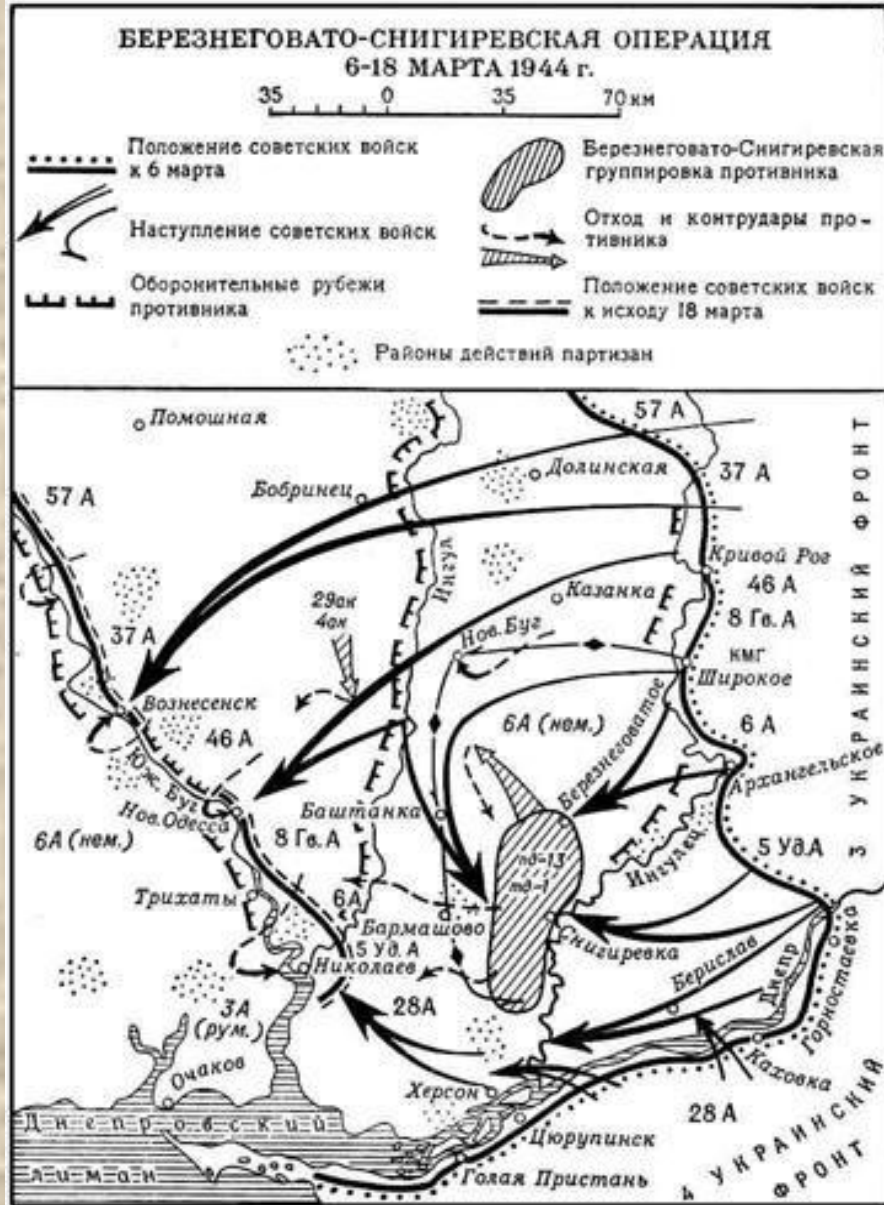 БЕРЕЗНЕГОВАТО-СНИГИРЕВСКАЯ ОПЕРАЦИЯ
6-18 МАРТА 1944 г.
35 0 35 70 км
Положение советских войск
к 6 марта
Наступление советских войск
Оборонительные рубежи
противника
Березнеговато-Снигиревская
группировка противника
Отход и контрудары про-
тивника
Положение советских войск
к исходу 18 марта
Районы действий партизан
57 А
Помошная
Долинская
37 А
Бобринец
57 А
Ингул
Кривой Рог
Казанка
46 А
29ак
4ак
8 Гв. А
37 А
Нов. Буг
кмг
Широкое
Вознесенск
6А (нем.)
6 А
46 А
Березнеговатое
Архангельское
Юж. Буг
Нов. Одесса
Баштанка
6А (нем.)
8 Гв. А
Ингулец
5 Уд. А
пд-13
тд-1
Трихаты
6А
Бармашово
Снигиревка
5 Уд. А
Николаев
Берислав
Днепр
Горностаевка
3А
(рум.)
28 А
Очаков
Херсон
Каховка
28 А
Днепровский
лиман
Цюрупинск
Голая Пристань
3 УКРАИНСКИЙ ФРОНТ
4 УКРАИНСКИЙ
ФРОНТ